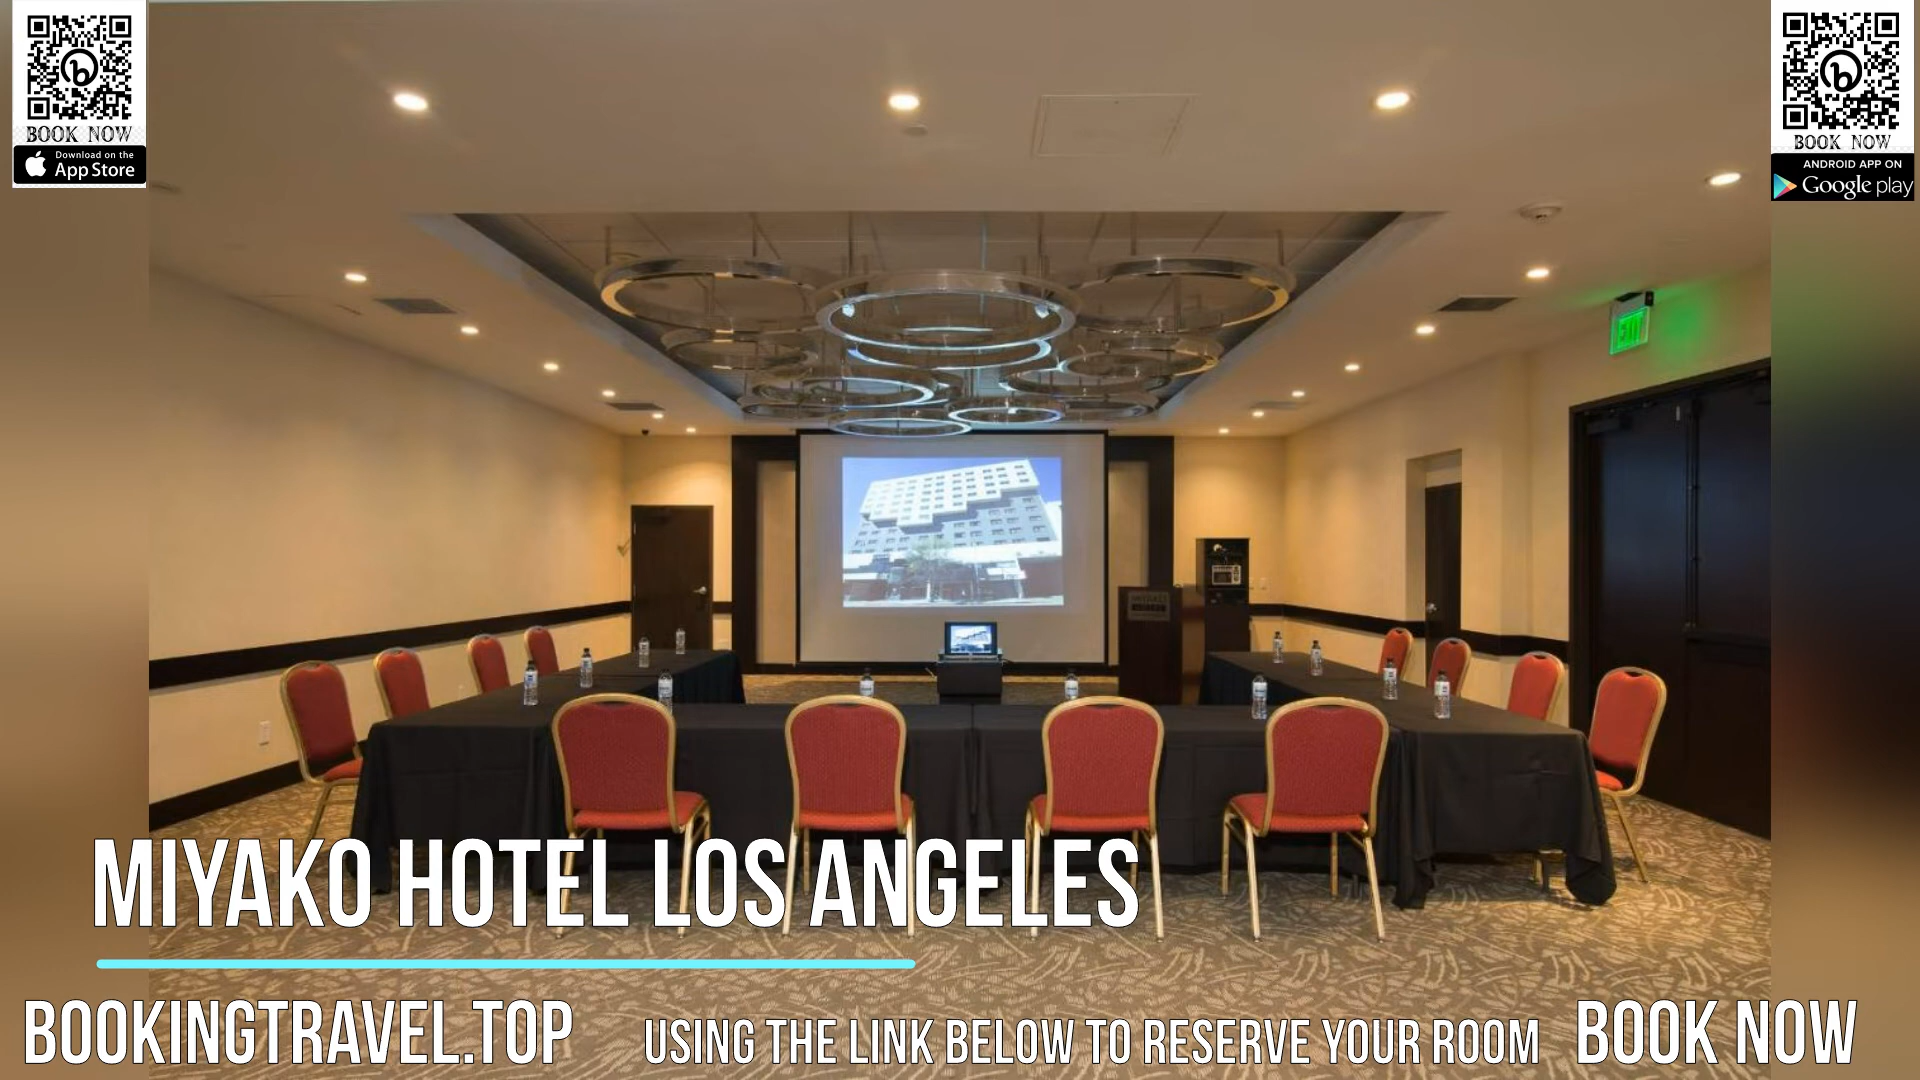 BOOK NOW
Download on the
App Store
BOOK NOW
ANDROID APP ON
Google play
EXIT
MIYAKO HOTEL LOS ANGELES
BOOKINGTRAVEL.TOP
USING THE LINK BELOW TO RESERVE YOUR ROOM
BOOK NOW